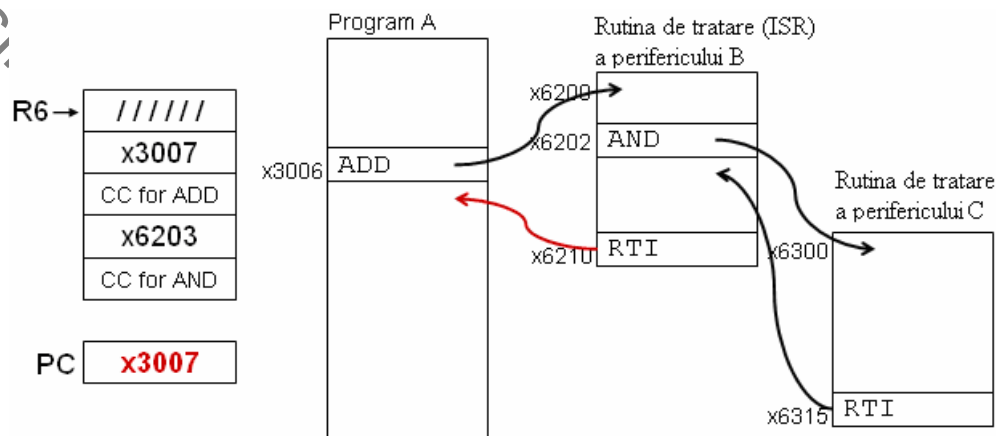 Program A
Rutina de tratare (ISR)
a perifericului B
R6
//////
x3007
CC for ADD
x6203
CC for AND
PC
x3007
x3006
ADD
x6200
x6202
AND
x6210
RTI
Rutina de tratare
a perifericului C
x6300
x6315
RTI